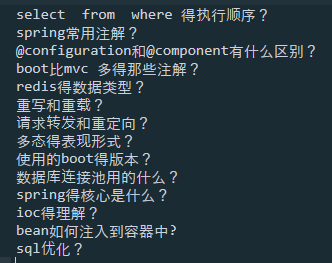 select  from  where 得执行顺序？
spring常用注解？
@configuration和@component有什么区别？
boot比mvc 多得那些注解？
redis得数据类型？
重写和重载？
请求转发和重定向？
多态得表现形式？
使用的boot得版本？
数据库连接池用的什么？
spring得核心是什么？
ioc得理解？
bean如何注入到容器中?
sql优化？